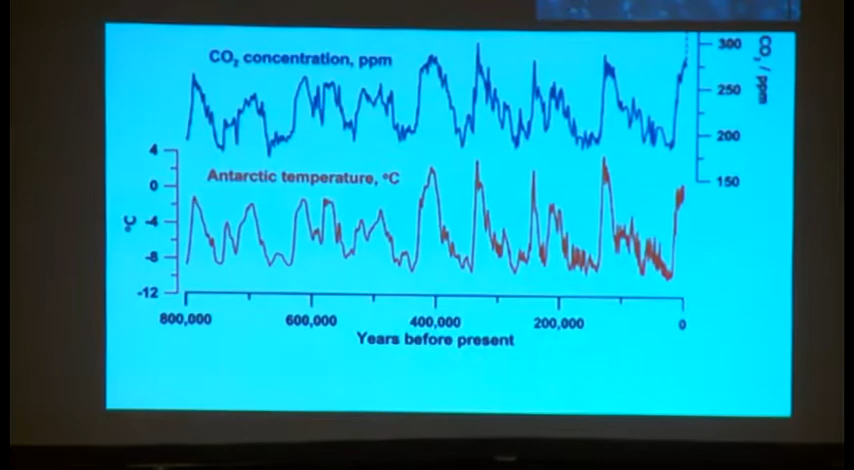 CO₂ concentration, ppm
300
250
200
150
CO₂ / ppm
Antarctic temperature, °C
4
0
-4
-8
-12
°C
800,000
600,000
400,000
200,000
0
Years before present